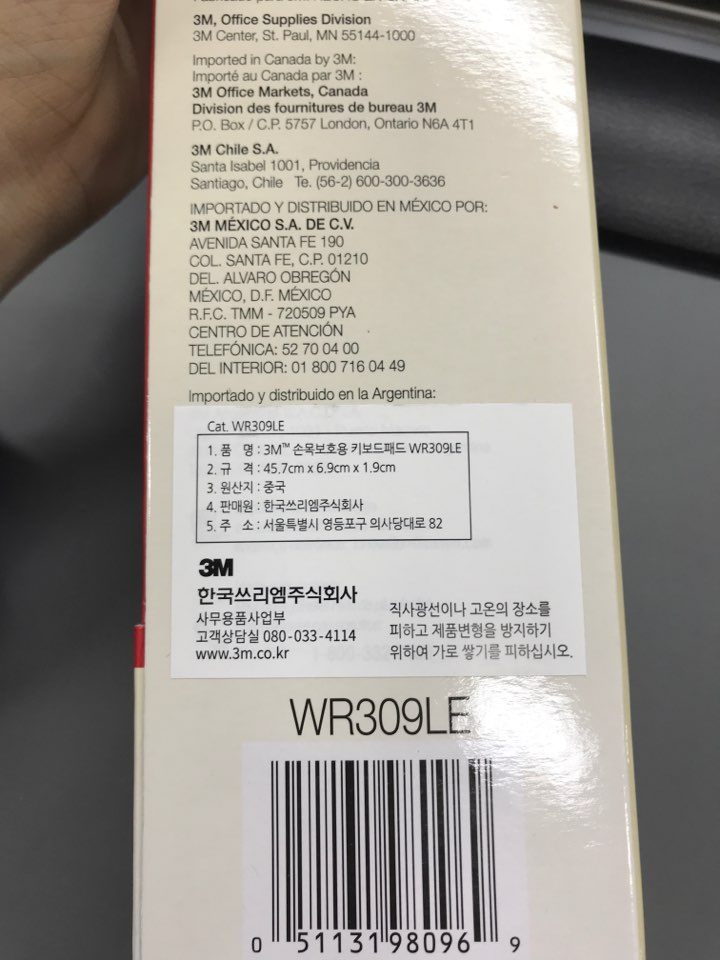 3M, Office Supplies Division
3M Center, St. Paul, MN 55144-1000
Imported in Canada by 3M:
Importé au Canada par 3M :
3M Office Markets, Canada
Division des fournitures de bureau 3M
P.O. Box / C.P. 5757 London, Ontario N6A 4T1
3M Chile S.A.
Santa Isabel 1001, Providencia
Santiago, Chile Te. (56-2) 600-300-3636
IMPORTADO Y DISTRIBUIDO EN MÉXICO POR:
3M MÉXICO S.A. DE C.V.
AVENIDA SANTA FE 190
COL. SANTA FE, C.P. 01210
DEL. ALVARO OBREGÓN
MÉXICO, D.F. MÉXICO
R.F.C. TMM - 720509 PYA
CENTRO DE ATENCIÓN
TELEFÓNICA: 52 70 04 00
DEL INTERIOR: 01 800 716 04 49
Importado y distribuido en la Argentina:
Cat. WR309LE
1. 품 명 : 3M™ 손목보호용 키보드패드 WR309LE
2. 규 격 : 45.7cm x 6.9cm x 1.9cm
3. 원산지 : 중국
4. 판매원 : 한국쓰리엠주식회사
5. 주 소 : 서울특별시 영등포구 의사당대로 82
3M
한국쓰리엠주식회사
사무용품사업부
고객상담실 080-033-4114
www.3m.co.kr
직사광선이나 고온의 장소를
피하고 제품변형을 방지하기
위하여 가로 쌓기를 피하십시오.
WR309LE
0 51131 98096 9